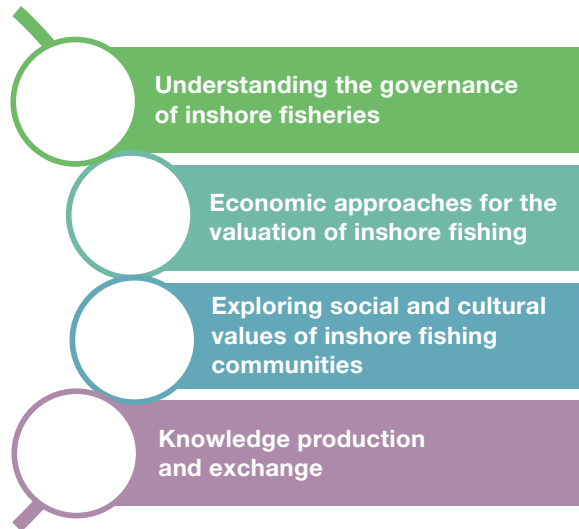 Understanding the governance
of inshore fisheries
Economic approaches for the
valuation of inshore fishing
Exploring social and cultural
values of inshore fishing
communities
Knowledge production
and exchange